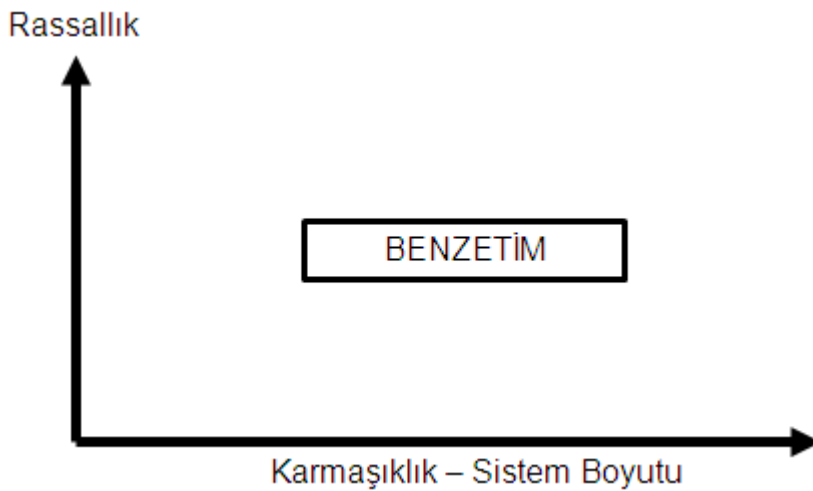 Rassallık
BENZETİM
Karmaşıklık – Sistem Boyutu